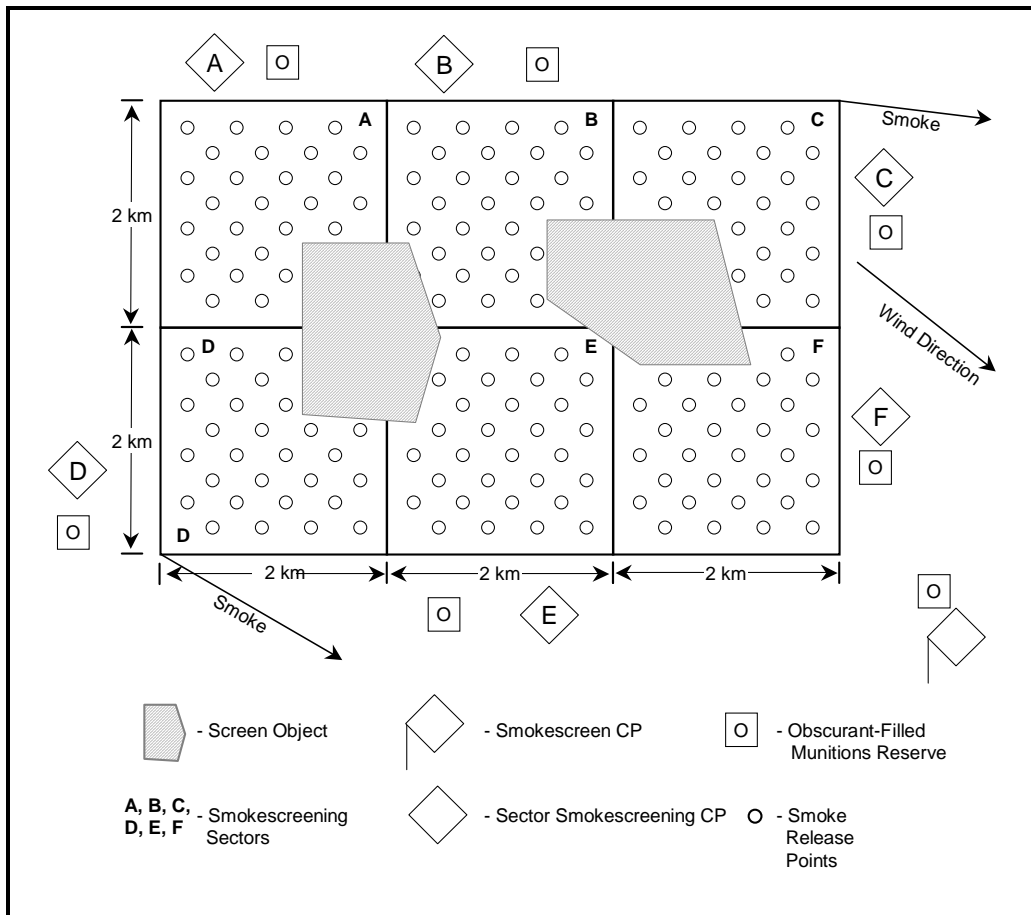 A O B O
A B C
Smoke
C
O
2 km
Wind Direction
D E F
F
O
2 km
D
O
D
2 km 2 km 2 km
Smoke
O E
O
- Screen Object
- Smokescreen CP
O - Obscurant-Filled
Munitions Reserve
A, B, C,
D, E, F
- Smokescreening
Sectors
- Sector Smokescreening CP
- Smoke
Release
Points